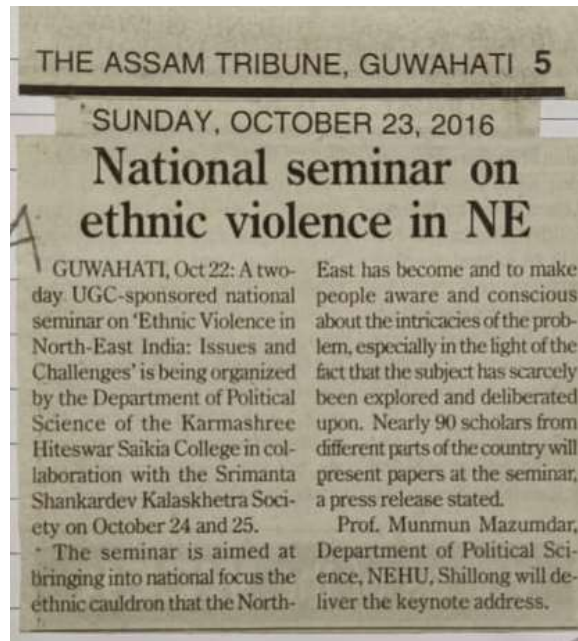 THE ASSAM TRIBUNE, GUWAHATI 5
SUNDAY, OCTOBER 23, 2016
National seminar on
ethnic violence in NE
GUWAHATI, Oct 22: A two-
day UGC-sponsored national
seminar on 'Ethnic Violence in
North-East India: Issues and
Challenges' is being organized
by the Department of Political
Science of the Karmashree
Hiteswar Saikia College in col-
laboration with the Srimanta
Shankardev Kalaskhetra Soci-
ety on October 24 and 25.
The seminar is aimed at
bringing into national focus the
ethnic cauldron that the North-
East has become and to make
people aware and conscious
about the intricacies of the prob-
lem, especially in the light of the
fact that the subject has scarcely
been explored and deliberated
upon. Nearly 90 scholars from
different parts of the country will
present papers at the seminar,
a press release stated.
Prof. Munmun Mazumdar,
Department of Political Sci-
ence, NEHU, Shillong will de-
liver the keynote address.